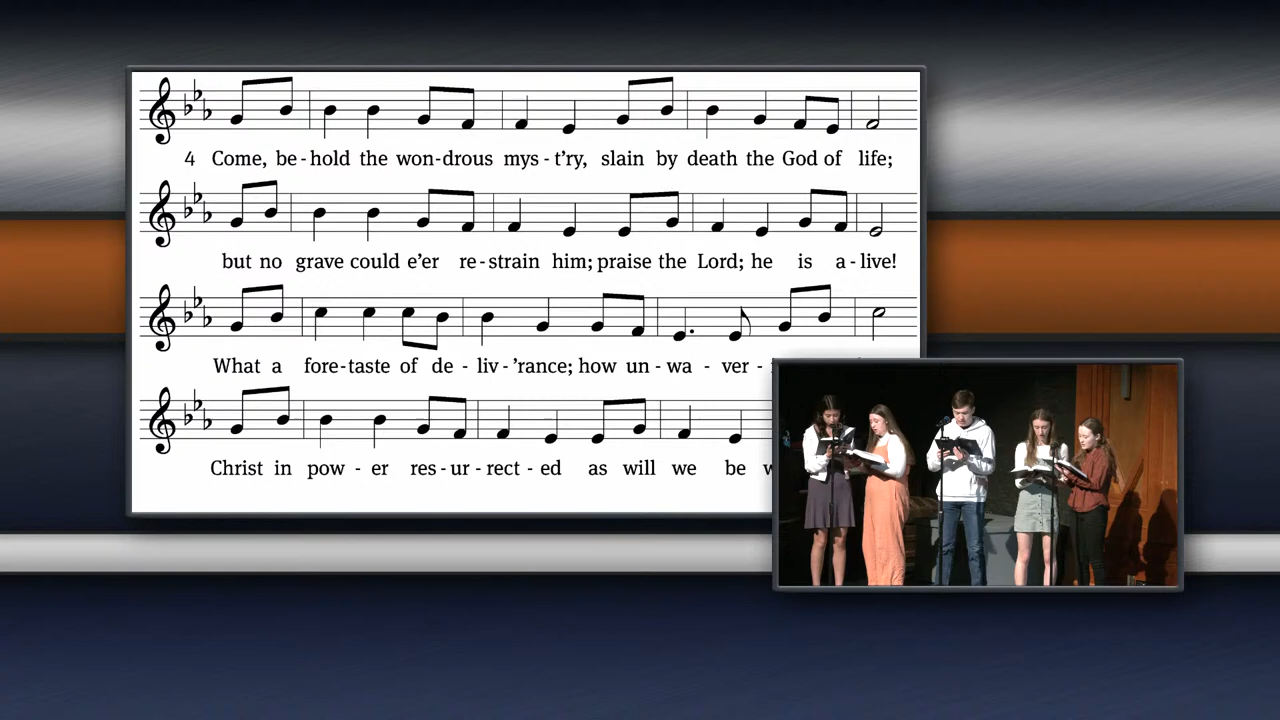 4 Come, be - hold the won - drous mys - t’ry, slain by death the God of life;
but no grave could e’er re - strain him; praise the Lord; he is a - live!
What a fore - taste of de - liv - ’rance; how un - wa - ver -
Christ in pow - er res - ur - rect - ed as will we be